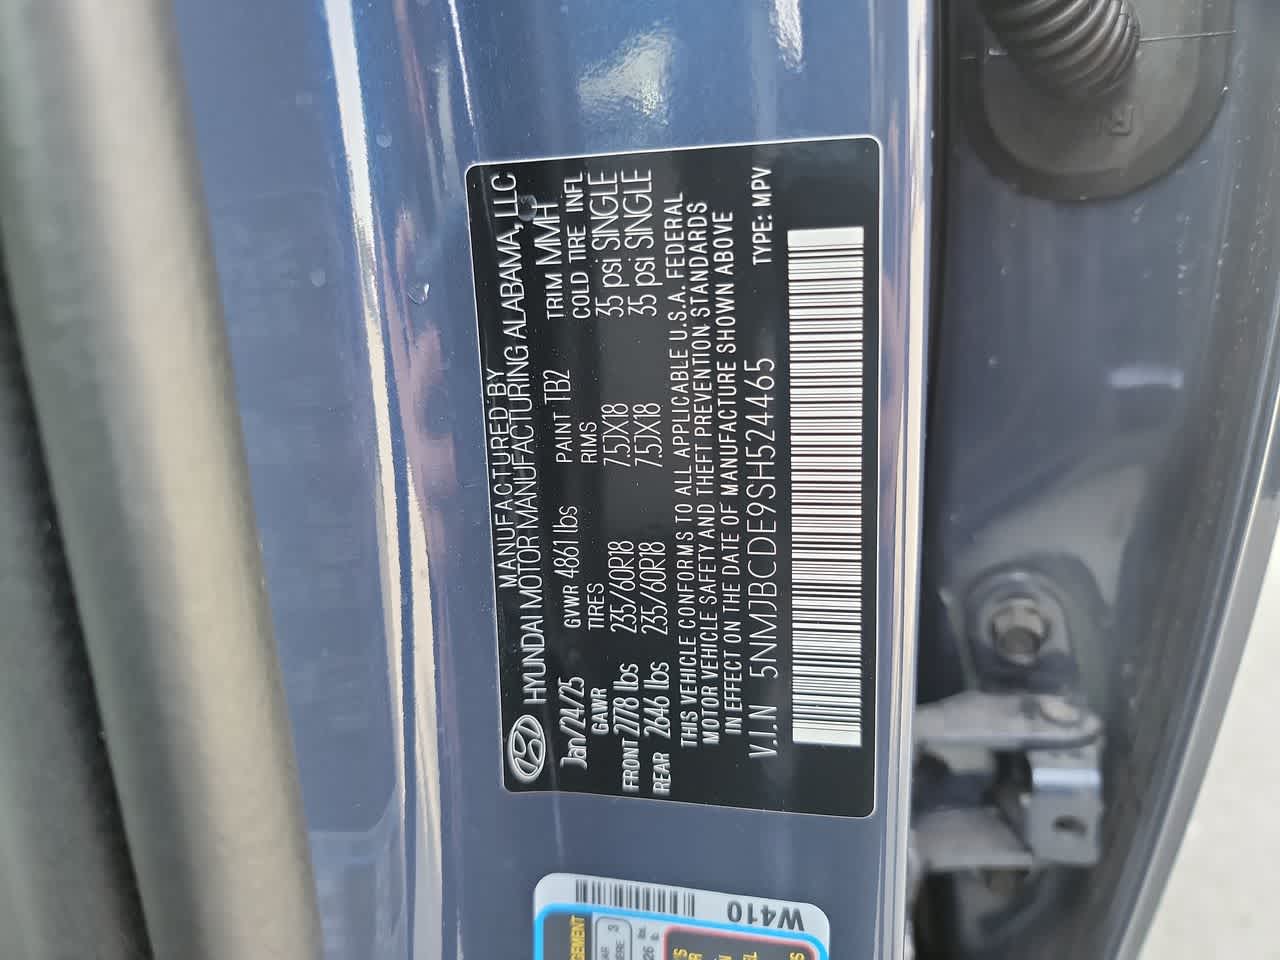 MANUFACTURED BY
HYUNDAI MOTOR MANUFACTURING ALABAMA, LLC
Jan/24/25 GVWR 4861 lbs PAINT TB2 TRIM MMH
GAWR TIRES RIMS COLD TIRE INFL
FRONT 2778 lbs 235/60R18 7.5JX18 35 psi SINGLE
REAR 2646 lbs 235/60R18 7.5JX18 35 psi SINGLE
THIS VEHICLE CONFORMS TO ALL APPLICABLE U.S.A. FEDERAL
MOTOR VEHICLE SAFETY AND THEFT PREVENTION STANDARDS
IN EFFECT ON THE DATE OF MANUFACTURE SHOWN ABOVE
V.I.N 5NMJBCDE9SH524465 TYPE: MPV
W410